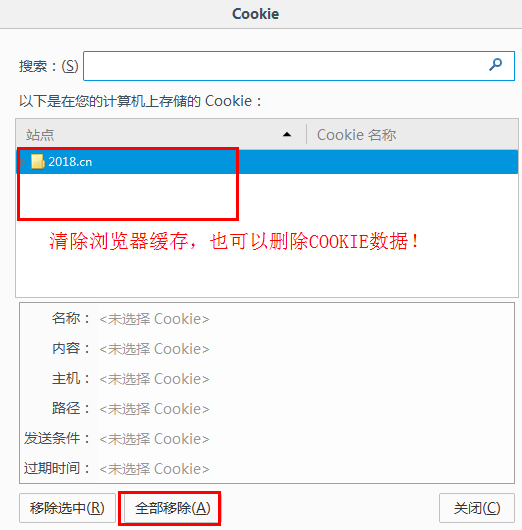 Cookie
搜索：(S)
以下是在您的计算机上存储的 Cookie：
站点 Cookie 名称
2018.cn
清除浏览器缓存，也可以删除COOKIE数据！
名称： <未选择 Cookie>
内容： <未选择 Cookie>
主机： <未选择 Cookie>
路径： <未选择 Cookie>
发送条件： <未选择 Cookie>
过期时间： <未选择 Cookie>
移除选中(R) 全部移除(A) 关闭(C)